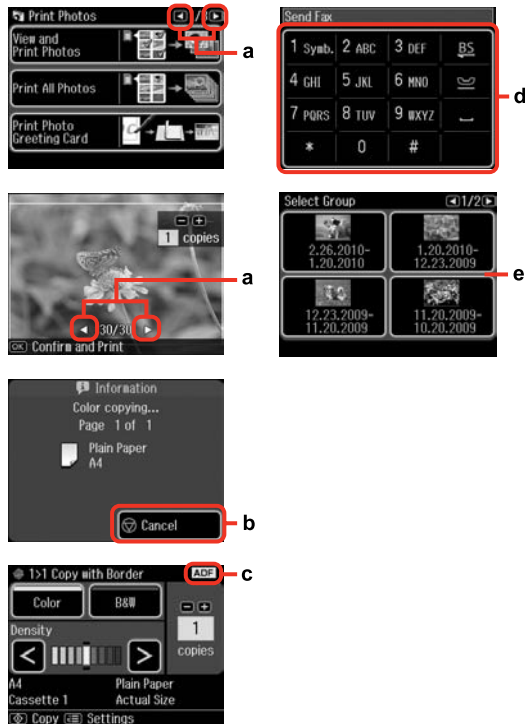 Print Photos
View and
Print Photos
Print All Photos
Print Photo
Greeting Card
a
1 copies
30/30
OK Confirm and Print
a
Information
Color copying...
Page 1 of 1
Plain Paper
A4
Cancel
b
1>1 Copy with Border
ADF
c
Color
B&W
1
copies
Density
A4
Plain Paper
Cassette 1
Actual Size
Copy
Settings
Send Fax
1 Symb. 2 ABC 3 DEF BS
4 GHI 5 JKL 6 MNO
7 PQRS 8 TUV 9 WXYZ
* 0 #
d
Select Group
1/2
2.26.2010-
1.20.2010
1.20.2010-
12.23.2009
12.23.2009-
11.20.2009
11.20.2009-
10.20.2009
e